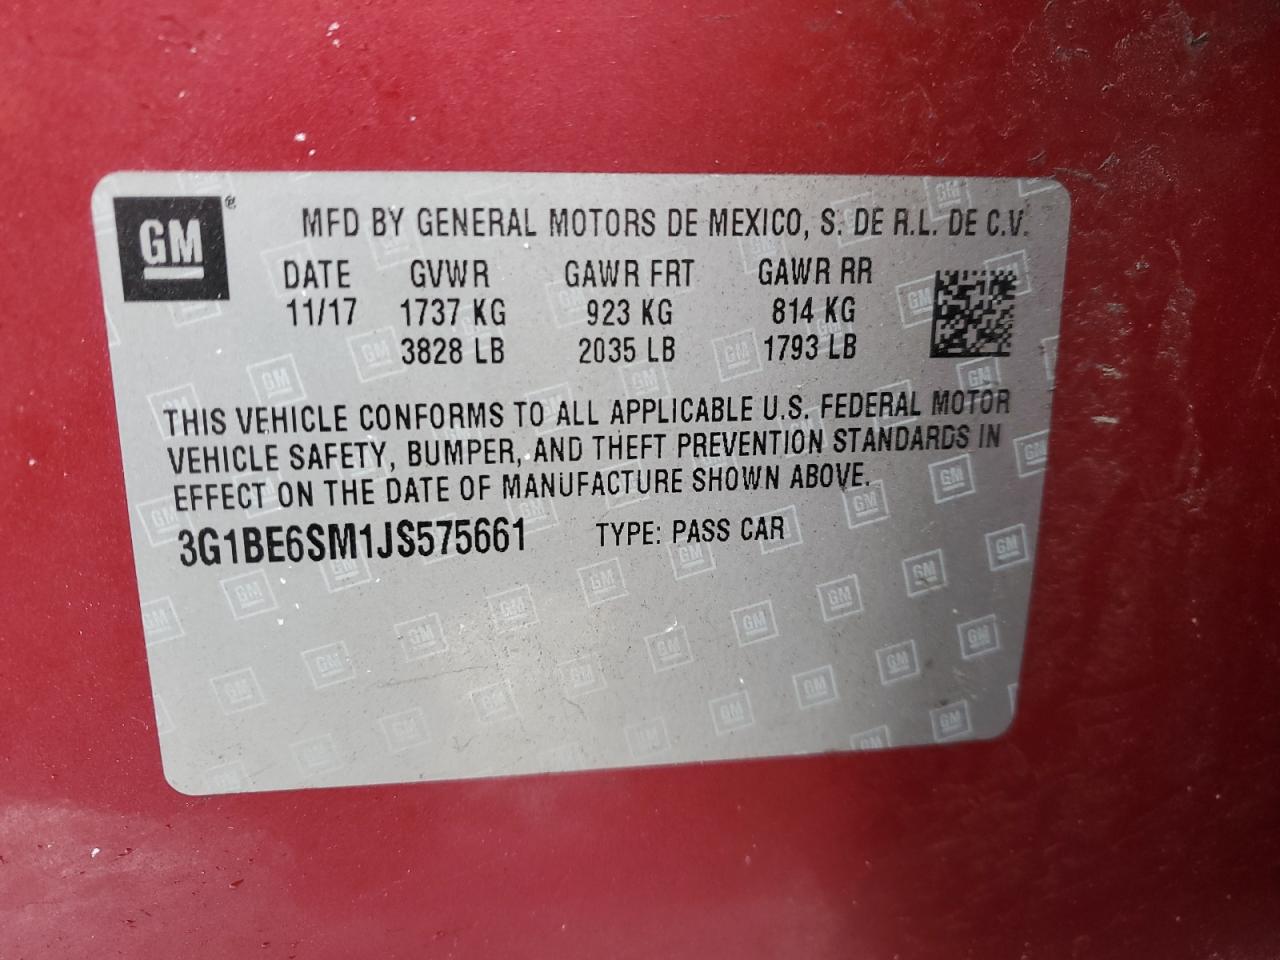 GM®
MFD BY GENERAL MOTORS DE MEXICO, S. DE R.L. DE C.V.
DATE GVWR GAWR FRT GAWR RR
11/17 1737 KG 923 KG 814 KG
3828 LB 2035 LB 1793 LB
THIS VEHICLE CONFORMS TO ALL APPLICABLE U.S. FEDERAL MOTOR
VEHICLE SAFETY, BUMPER, AND THEFT PREVENTION STANDARDS IN
EFFECT ON THE DATE OF MANUFACTURE SHOWN ABOVE.
3G1BE6SM1JS575661 TYPE: PASS CAR